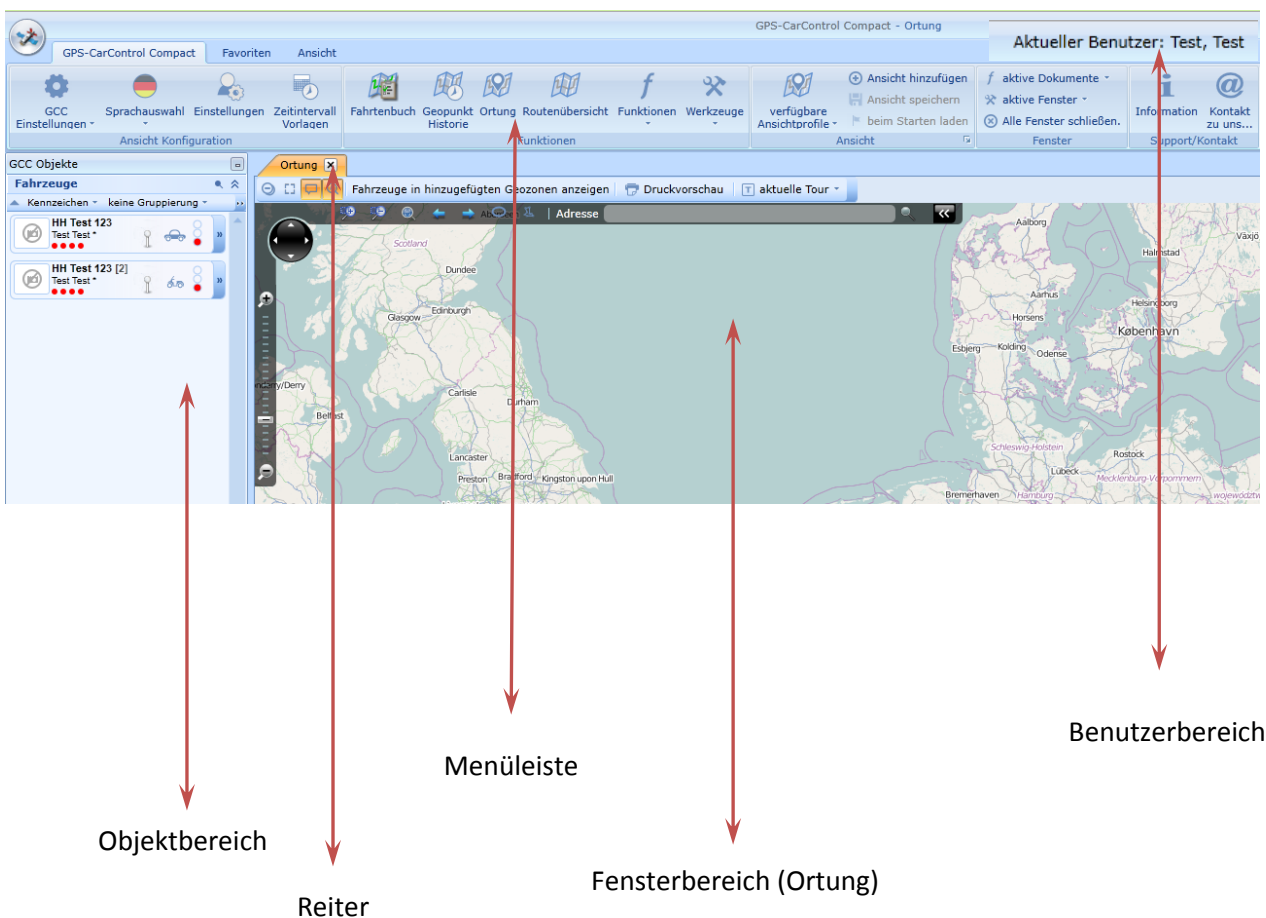 GPS-CarControl Compact - Ortung
Aktueller Benutzer: Test, Test
GPS-CarControl Compact Favoriten Ansicht
GCC Einstellungen
Sprachauswahl
Einstellungen
Zeitintervall Vorlagen
Ansicht Konfiguration
Fahrtenbuch
Geopunkt Historie
Ortung
Routenübersicht
Funktionen
Werkzeuge
Funktionen
verfügbare Ansichtprofile
Ansicht hinzufügen
Ansicht speichern
beim Starten laden
Ansicht
aktive Dokumente
aktive Fenster
Alle Fenster schließen.
Fenster
Information
Kontakt zu uns...
Support/Kontakt
GCC Objekte
Fahrzeuge
Kennzeichen keine Gruppierung
HH Test 123
Test Test *
HH Test 123 [2]
Test Test *
Ortung
Fahrzeuge in hinzugefügten Geozonen anzeigen Druckvorschau T aktuelle Tour
| Adresse
Scotland
Dundee
Glasgow
Edinburgh
Carlisle
Durham
Belfast
Lancaster
Preston
Bradford
Kingston upon Hull
Aalborg
Växjö
Halmstad
Aarhus
Helsingborg
Horsens
København
Esbjerg
Kolding
Odense
Schleswig-Holstein
Rostock
Lübeck
Mecklenburg-Vorpommern
Bremerhaven
Hamburg
Benutzerbereich
Menüleiste
Objektbereich
Fensterbereich (Ortung)
Reiter